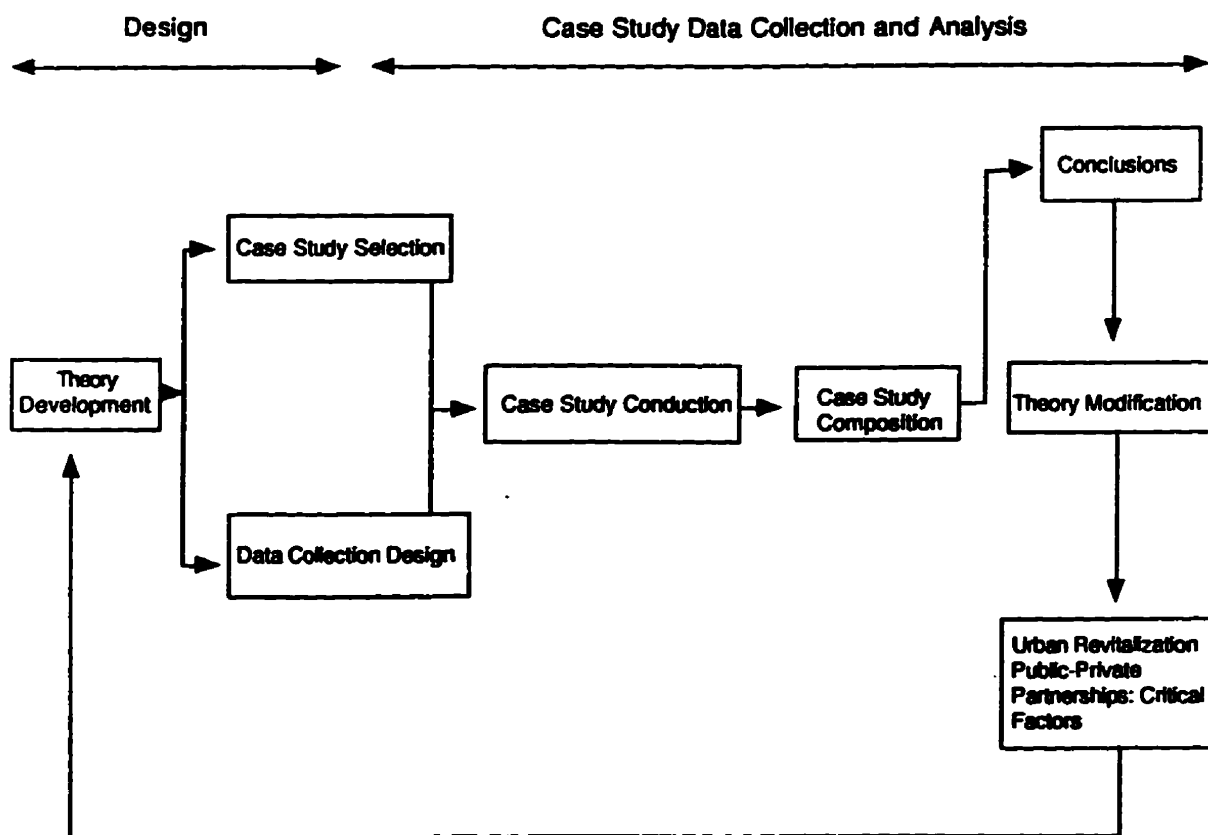 Design
Case Study Data Collection and Analysis
Conclusions
Case Study Selection
Theory
Development
Case Study Conduction
Case Study
Composition
Theory Modification
Data Collection Design
Urban Revitalization
Public-Private
Partnerships: Critical
Factors